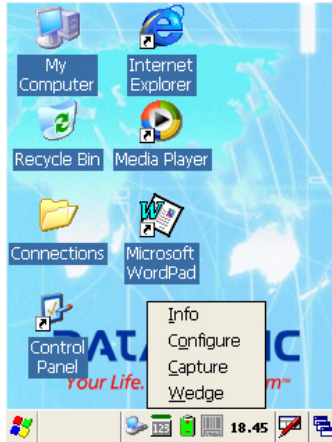 My
Computer
Internet
Explorer
Recycle Bin
Media Player
Connections
Microsoft
WordPad
Control
Panel
Info
Configure
Capture
Wedge
Your Life.
123
18.45